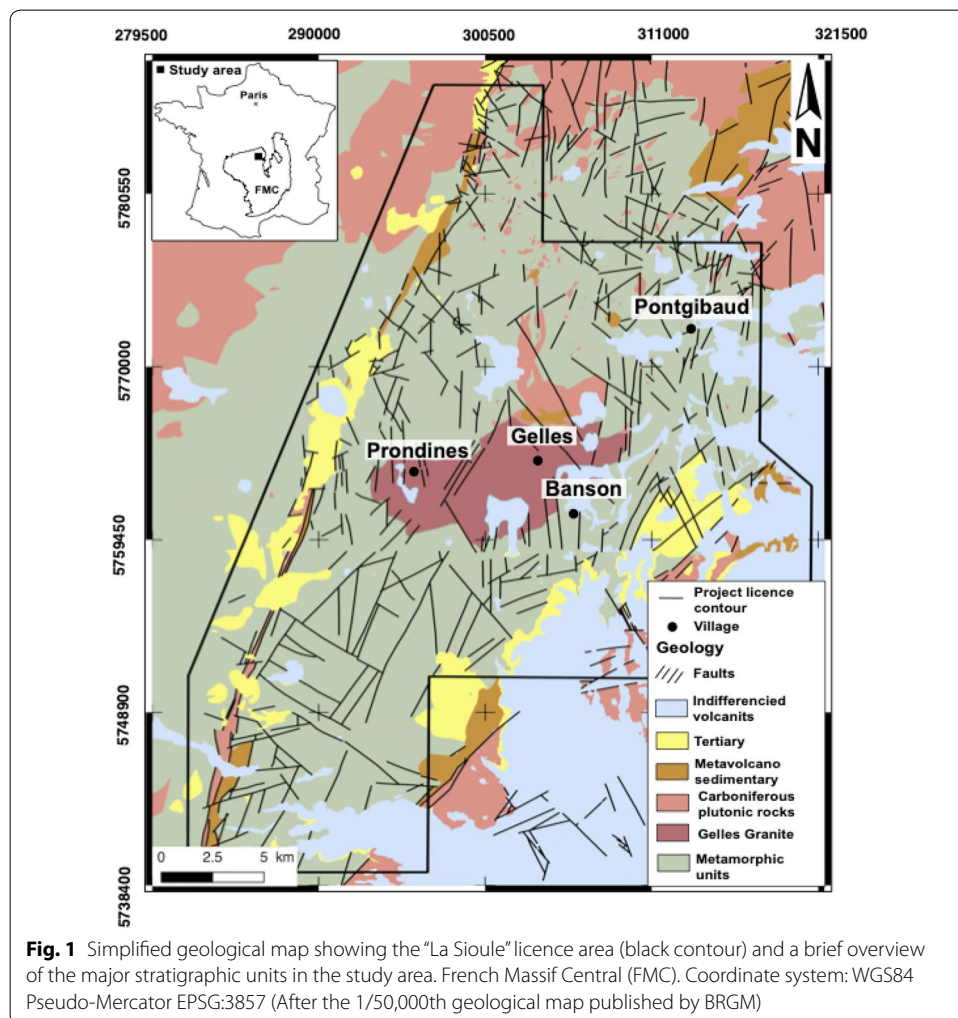 279500 290000 300500 311000 321500
Study area
Paris
FMC
N
5780550
5770000
5759450
5748900
5738400
Pontgibaud
Gelles
Prondines
Banson
Project licence
contour
Village
Geology
Faults
Indifferencied
volcanits
Tertiary
Metavolcano
sedimentary
Carboniferous
plutonic rocks
Gelles Granite
Metamorphic
units
0 2.5 5 km
Fig. 1 Simplified geological map showing the “La Sioule” licence area (black contour) and a brief overview
of the major stratigraphic units in the study area. French Massif Central (FMC). Coordinate system: WGS84
Pseudo-Mercator EPSG:3857 (After the 1/50,000th geological map published by BRGM)